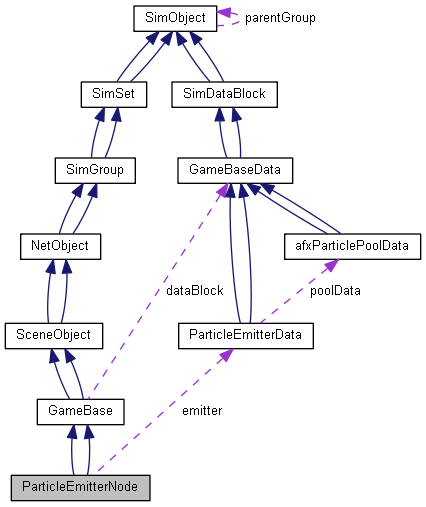 SimObject
parentGroup
SimSet
SimDataBlock
SimGroup
GameBaseData
NetObject
afxParticlePoolData
dataBlock
poolData
SceneObject
ParticleEmitterData
GameBase
emitter
ParticleEmitterNode